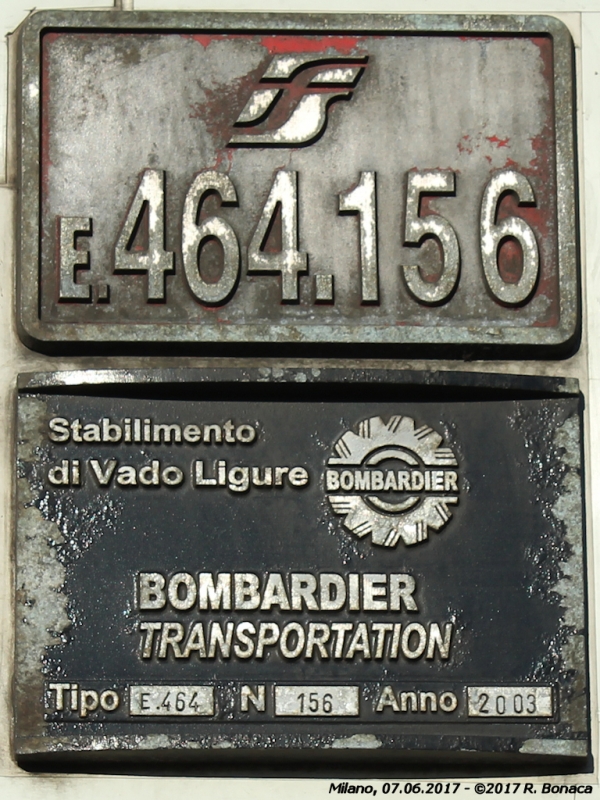 E.464.156
Stabilimento
di Vado Ligure
BOMBARDIER
BOMBARDIER
TRANSPORTATION
Tipo E.464 N 156 Anno 2003
Milano, 07.06.2017 - ©2017 R. Bonaca